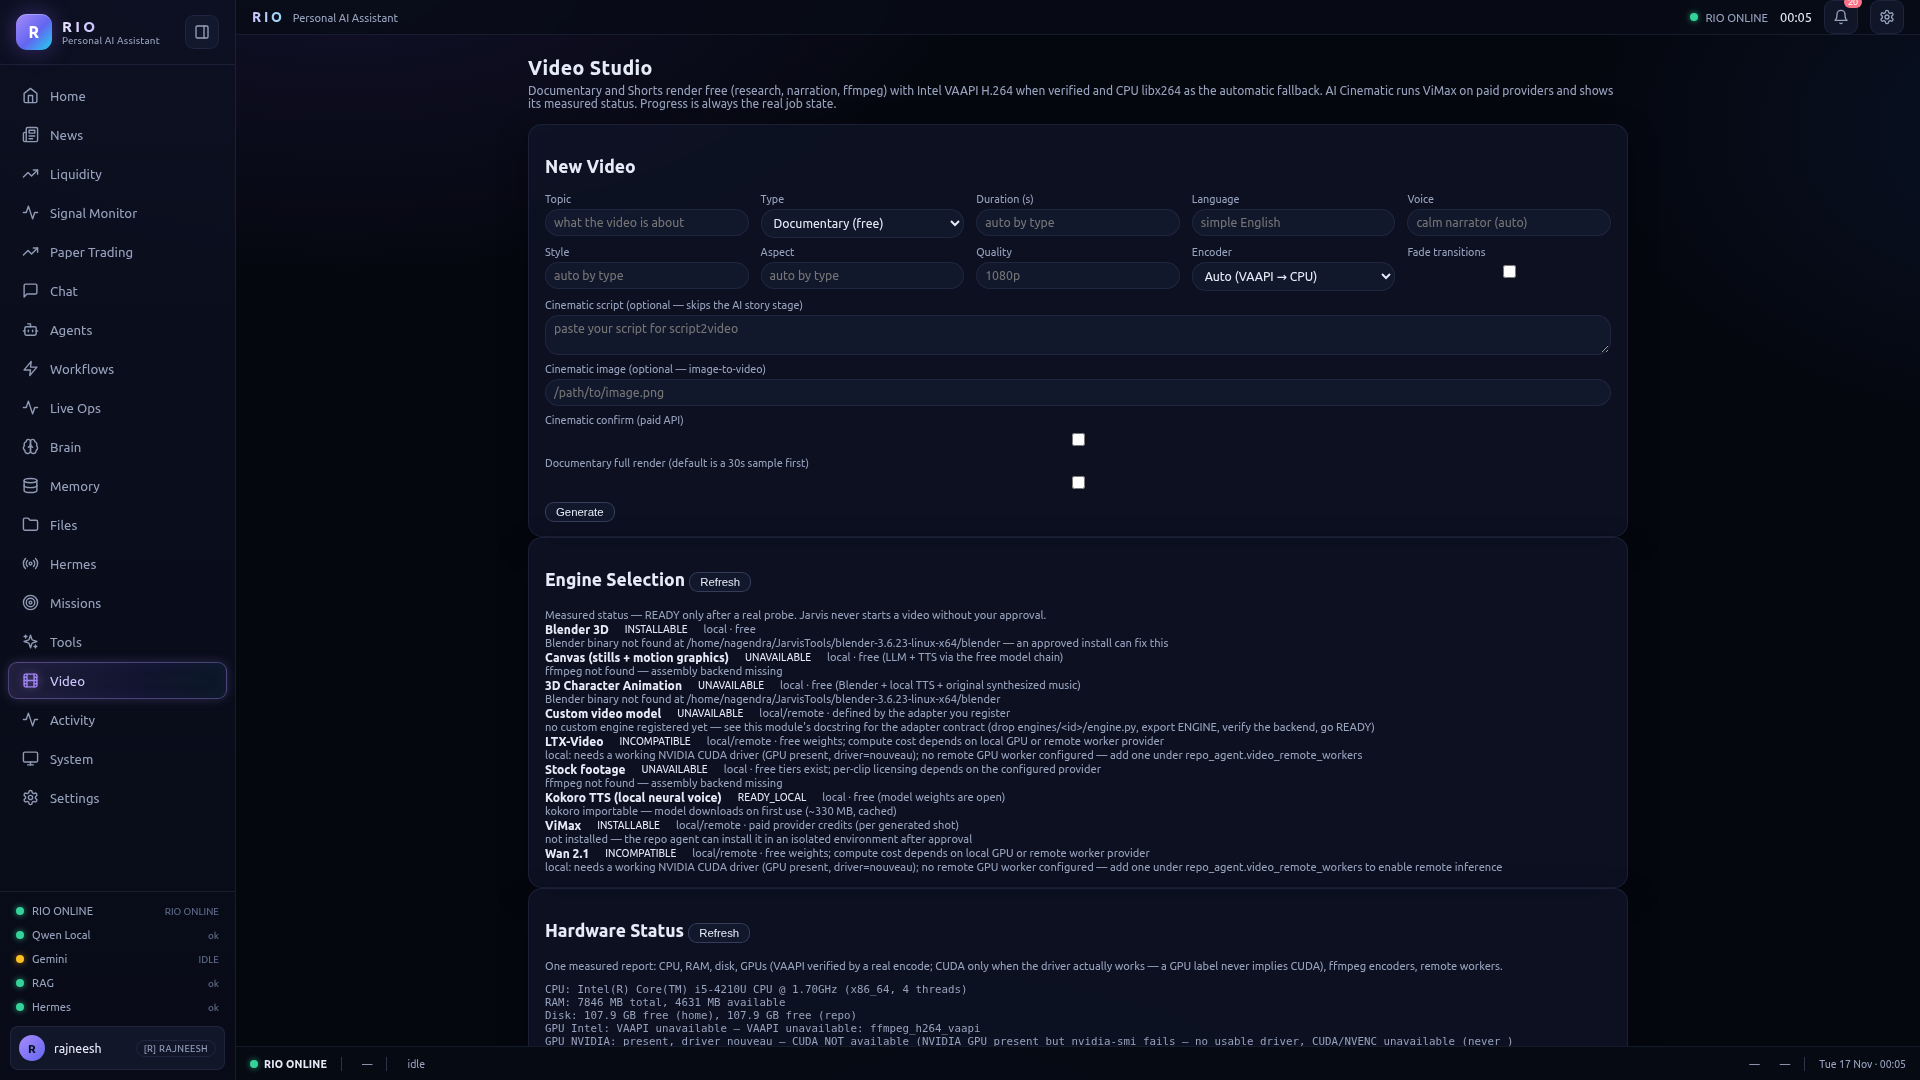 R
RIO
Personal AI Assistant
RIO Personal AI Assistant
RIO ONLINE 00:05
20
Home
News
Liquidity
Signal Monitor
Paper Trading
Chat
Agents
Workflows
Live Ops
Brain
Memory
Files
Hermes
Missions
Tools
Video
Activity
System
Settings
RIO ONLINE RIO ONLINE
Qwen Local ok
Gemini IDLE
RAG ok
Hermes ok
R rajneesh [R] RAJNEESH
Video Studio
Documentary and Shorts render free (research, narration, ffmpeg) with Intel VAAPI H.264 when verified and CPU libx264 as the automatic fallback. AI Cinematic runs ViMax on paid providers and shows
its measured status. Progress is always the real job state.
New Video
Topic Type Duration (s) Language Voice
what the video is about Documentary (free) auto by type simple English calm narrator (auto)
Style Aspect Quality Encoder Fade transitions
auto by type auto by type 1080p Auto (VAAPI → CPU)
Cinematic script (optional — skips the AI story stage)
paste your script for script2video
Cinematic image (optional — image-to-video)
/path/to/image.png
Cinematic confirm (paid API)
Documentary full render (default is a 30s sample first)
Generate
Engine Selection Refresh
Measured status — READY only after a real probe. Jarvis never starts a video without your approval.
Blender 3D INSTALLABLE local · free
Blender binary not found at /home/nagendra/JarvisTools/blender-3.6.23-linux-x64/blender — an approved install can fix this
Canvas (stills + motion graphics) UNAVAILABLE local · free (LLM + TTS via the free model chain)
ffmpeg not found — assembly backend missing
3D Character Animation UNAVAILABLE local · free (Blender + local TTS + original synthesized music)
Blender binary not found at /home/nagendra/JarvisTools/blender-3.6.23-linux-x64/blender
Custom video model UNAVAILABLE local/remote · defined by the adapter you register
no custom engine registered yet — see this module's docstring for the adapter contract (drop engines/<id>/engine.py, export ENGINE, verify the backend, go READY)
LTX-Video INCOMPATIBLE local/remote · free weights; compute cost depends on local GPU or remote worker provider
local: needs a working NVIDIA CUDA driver (GPU present, driver=nouveau); no remote GPU worker configured — add one under repo_agent.video_remote_workers
Stock footage UNAVAILABLE local · free tiers exist; per-clip licensing depends on the configured provider
ffmpeg not found — assembly backend missing
Kokoro TTS (local neural voice) READY_LOCAL local · free (model weights are open)
kokoro importable — model downloads on first use (~330 MB, cached)
ViMax INSTALLABLE local/remote · paid provider credits (per generated shot)
not installed — the repo agent can install it in an isolated environment after approval
Wan 2.1 INCOMPATIBLE local/remote · free weights; compute cost depends on local GPU or remote worker provider
local: needs a working NVIDIA CUDA driver (GPU present, driver=nouveau); no remote GPU worker configured — add one under repo_agent.video_remote_workers to enable remote inference
Hardware Status Refresh
One measured report: CPU, RAM, disk, GPUs (VAAPI verified by a real encode; CUDA only when the driver actually works — a GPU label never implies CUDA), ffmpeg encoders, remote workers.
CPU: Intel(R) Core(TM) i5-4210U CPU @ 1.70GHz (x86_64, 4 threads)
RAM: 7846 MB total, 4631 MB available
Disk: 107.9 GB free (home), 107.9 GB free (repo)
GPU Intel: VAAPI unavailable — VAAPI unavailable: ffmpeg_h264_vaapi
GPU NVIDIA: present, driver nouveau — CUDA NOT available (NVIDIA GPU present but nvidia-smi fails — no usable driver, CUDA/NVENC unavailable (never )
RIO ONLINE — idle
— — Tue 17 Nov · 00:05